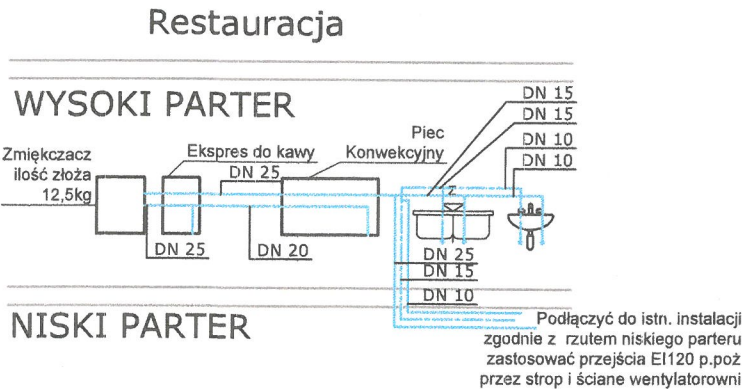 Restauracja
WYSOKI PARTER
DN 15
DN 15
DN 10
DN 10
Zmiękczacz
ilość złoża
12,5kg
Ekspres do kawy
Piec
Konwekcyjny
DN 25
Z
DN 25
DN 20
DN 25
DN 15
DN 10
NISKI PARTER
Podłączyć do istn. instalacji
zgodnie z rzutem niskiego parteru
zastosować przejścia EI120 p.poż
przez strop i ściane wentylatorowni